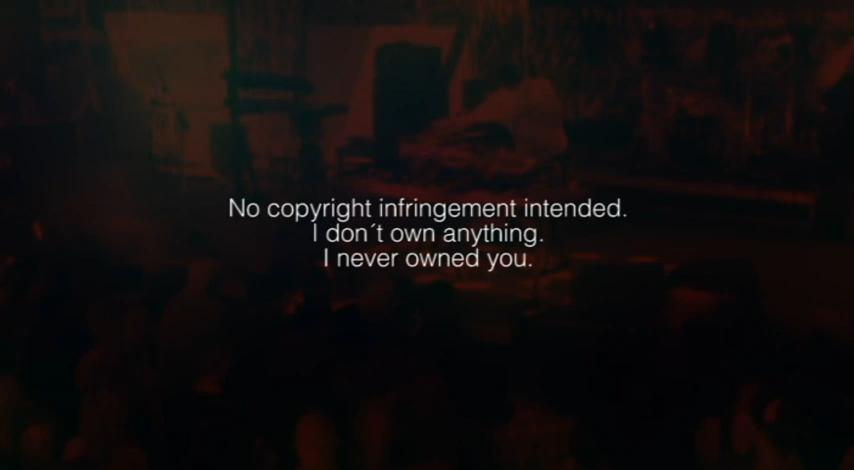 No copyright infringement intended.
I don´t own anything.
I never owned you.